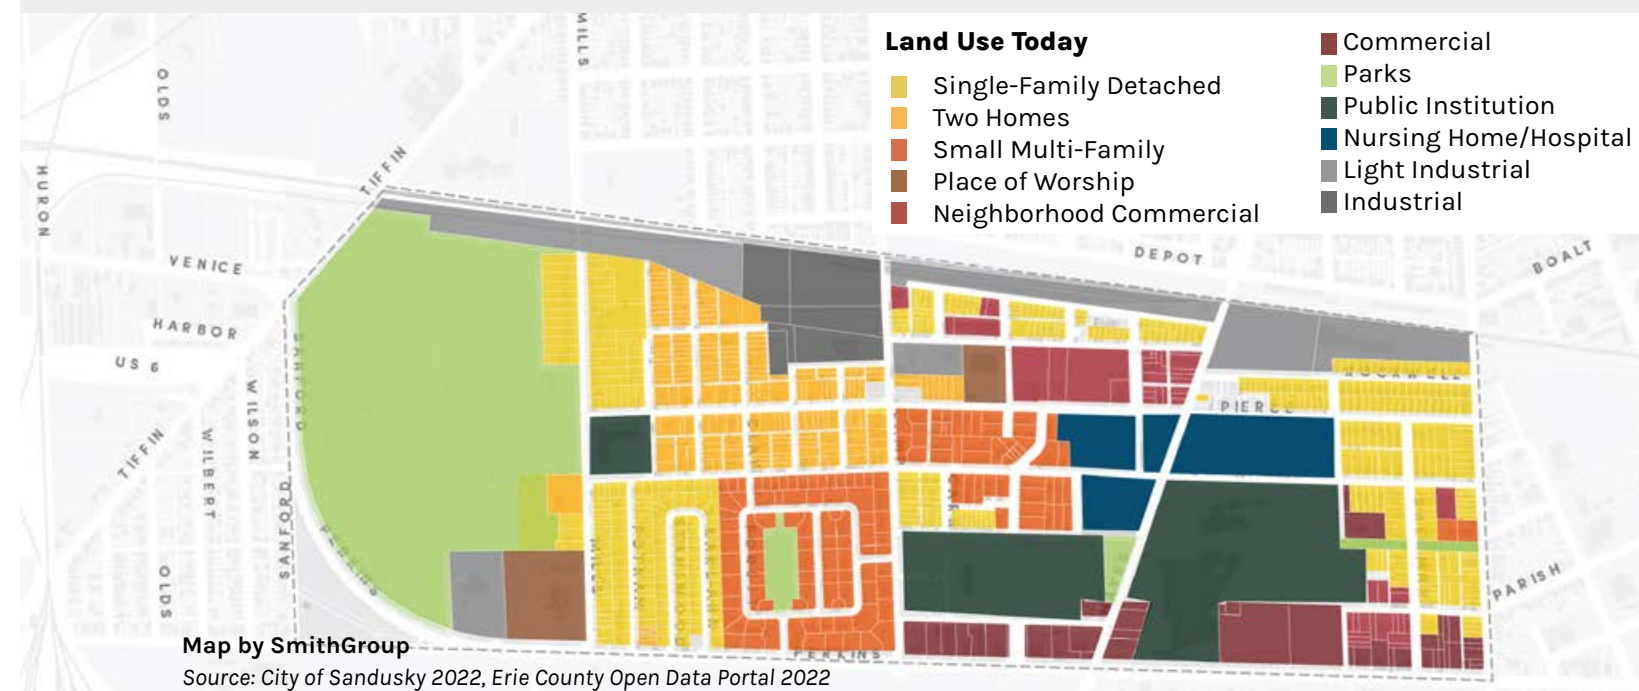 Land Use Today
Single-Family Detached
Two Homes
Small Multi-Family
Place of Worship
Neighborhood Commercial
Commercial
Parks
Public Institution
Nursing Home/Hospital
Light Industrial
Industrial
MILLS
OLDS
TIFFIN
HURON
VENICE
DEPOT
BOALT
HARBOR
US 6
SANFORD
WILSON
ROCKWELL
PIERCE
TIFFIN
WILBERT
SANFORD
PERKINS
MILLS
PUTNAM
OLDS
PARISH
PERKINS
Map by SmithGroup
Source: City of Sandusky 2022, Erie County Open Data Portal 2022